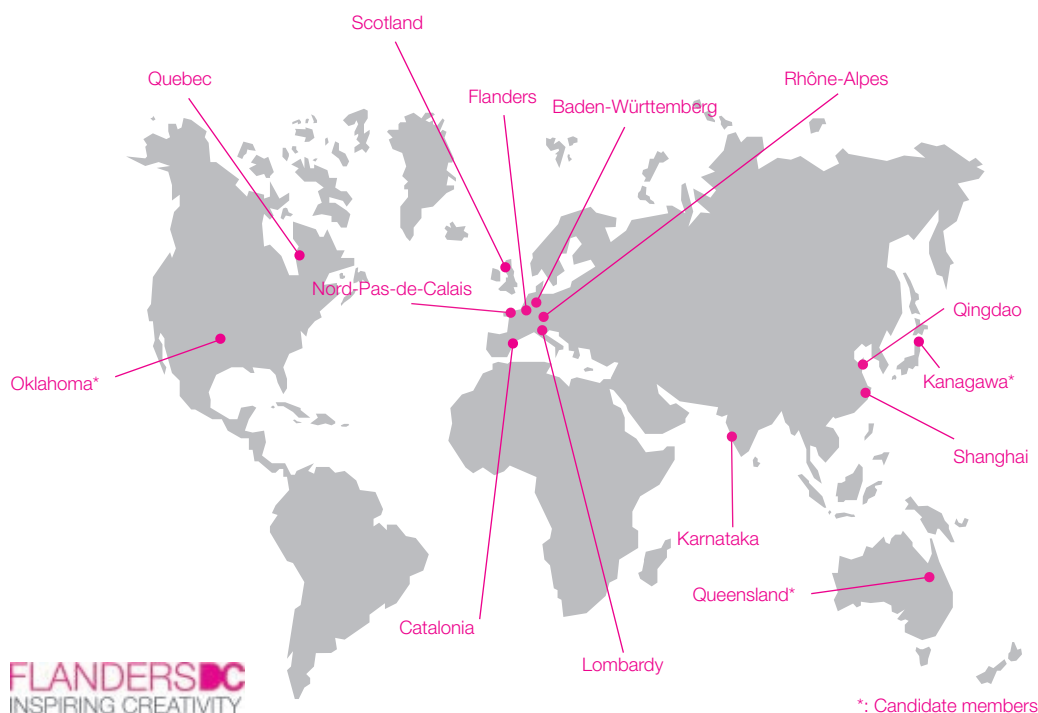 Scotland
Quebec
Rhône-Alpes
Flanders
Baden-Württemberg
Nord-Pas-de-Calais
Qingdao
Oklahoma*
Kanagawa*
Shanghai
Karnataka
Queensland*
Catalonia
Lombardy
FLANDERSDC
INSPIRING CREATIVITY
*: Candidate members